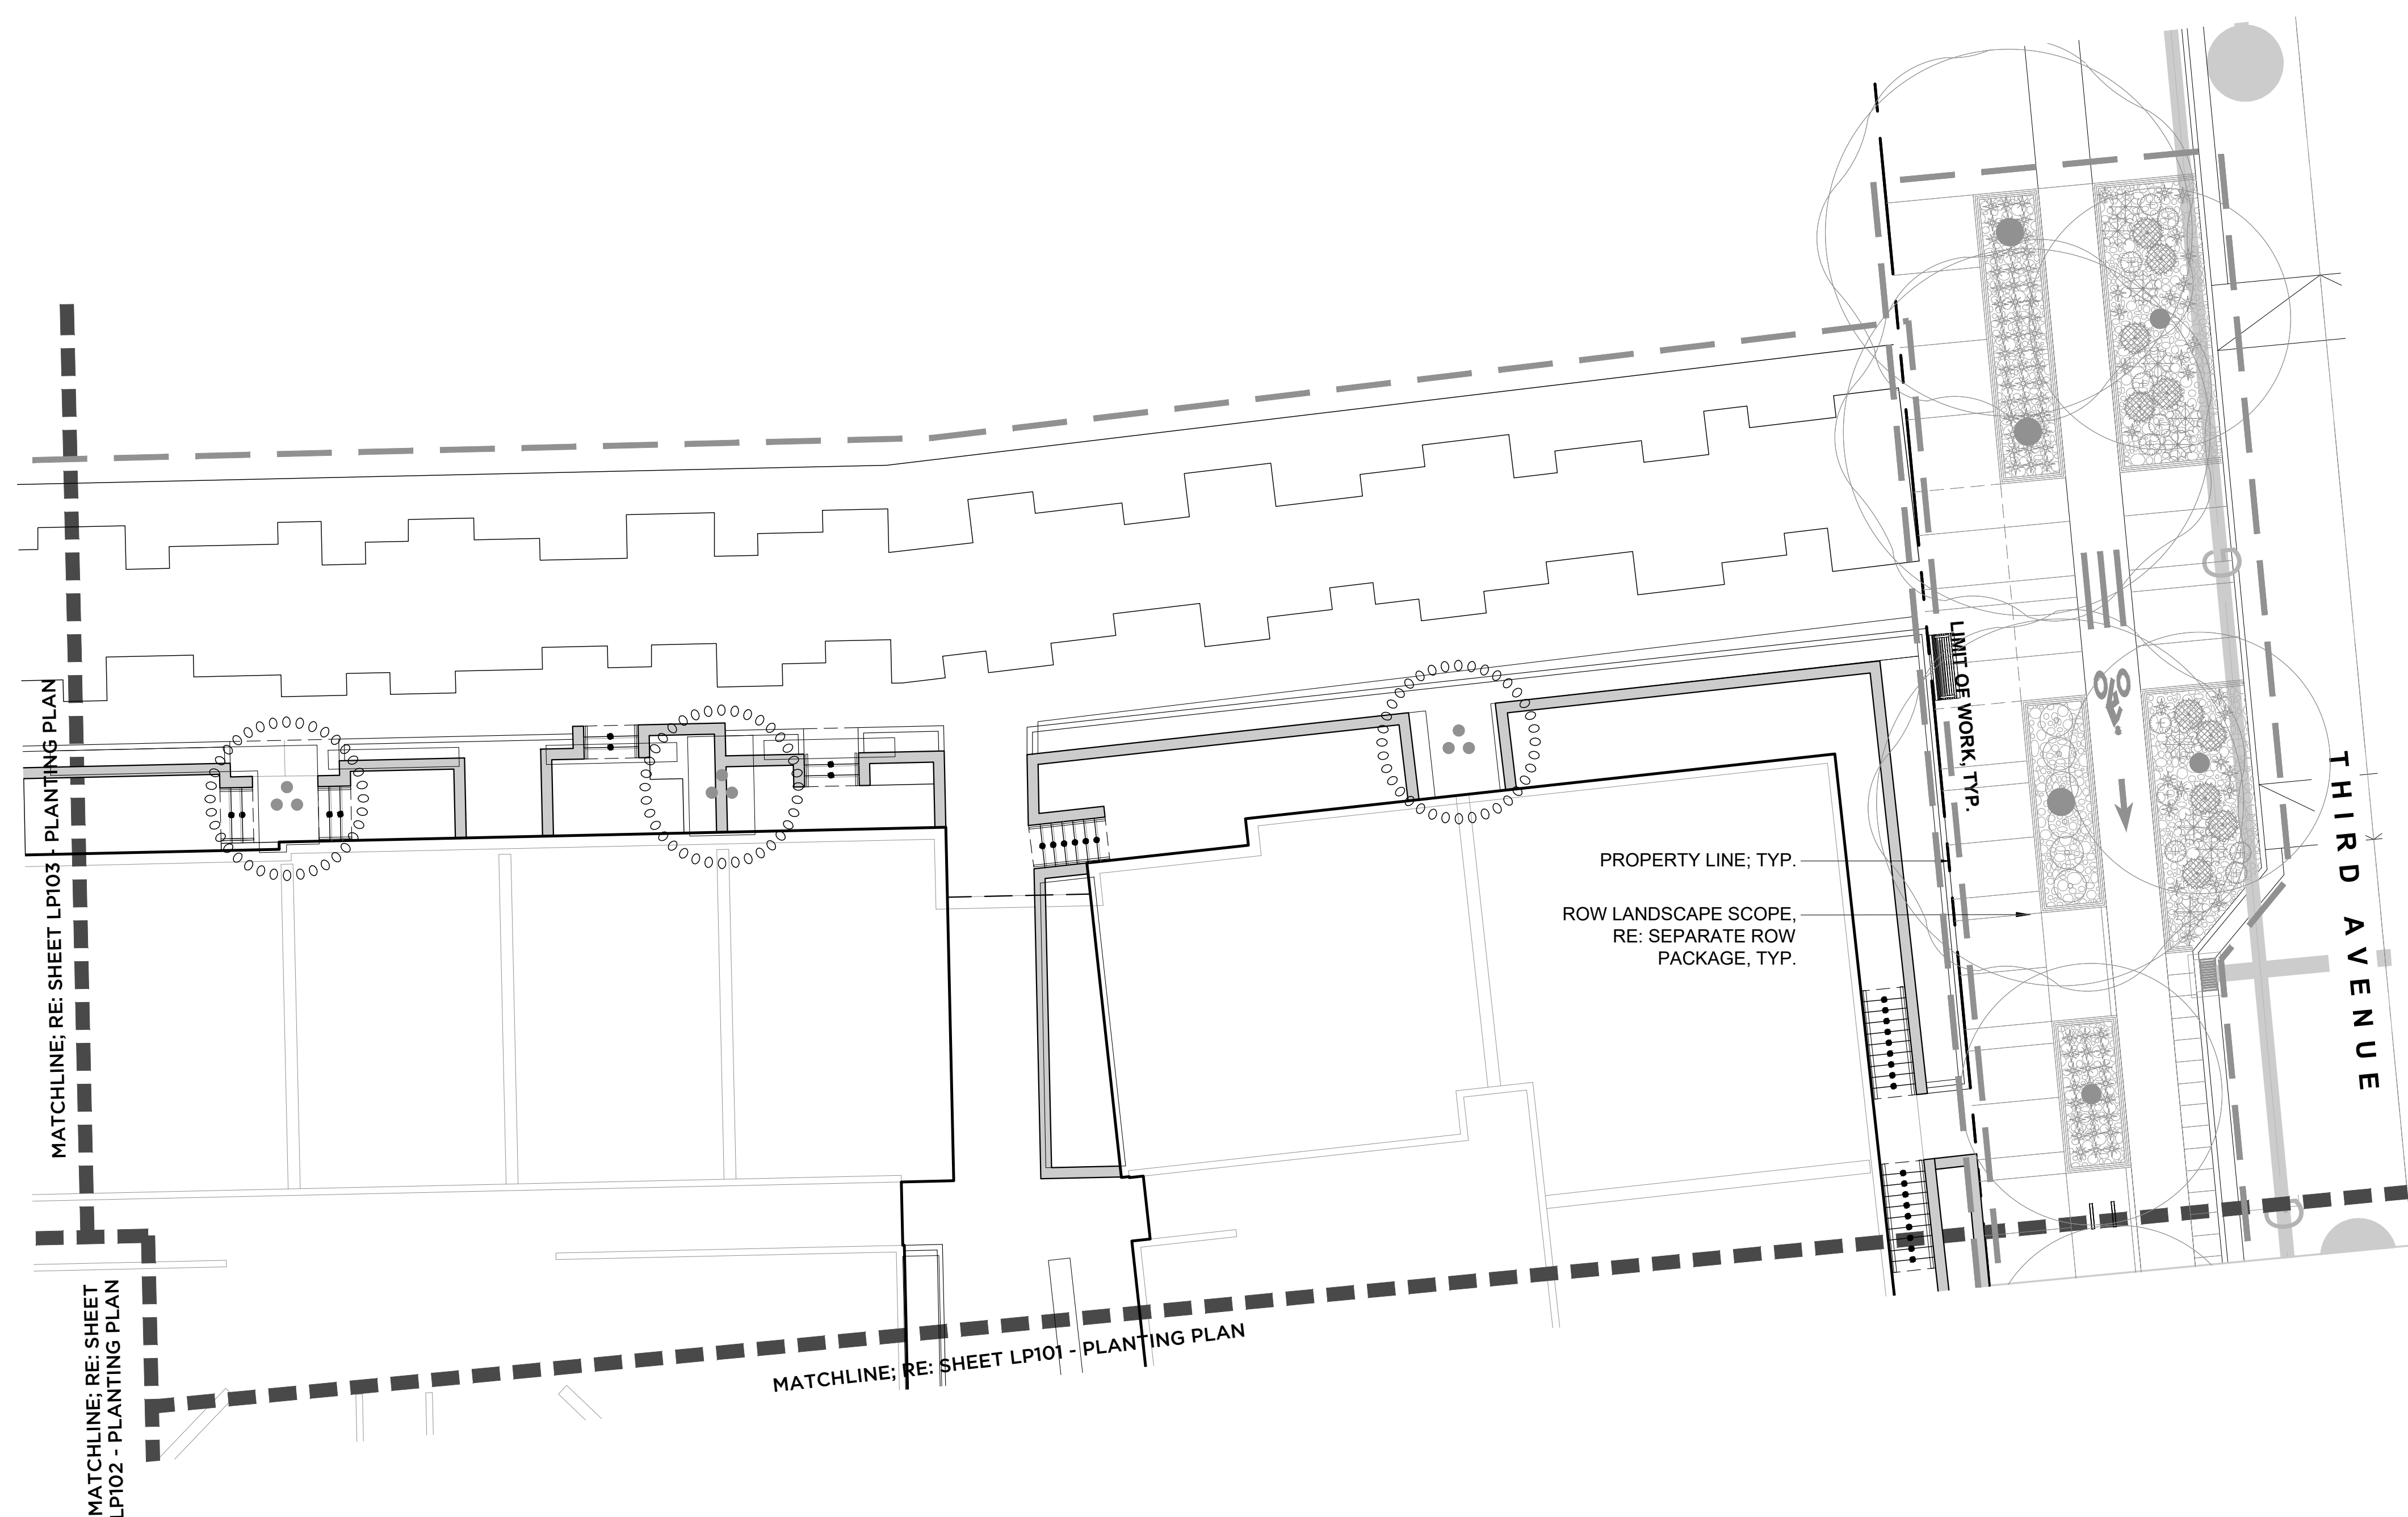 MATCHLINE; RE: SHEET LP103 - PLANTING PLAN
LIMIT OF WORK, TYP.
THIRD AVENUE
PROPERTY LINE; TYP.
ROW LANDSCAPE SCOPE,
RE: SEPARATE ROW
PACKAGE, TYP.
MATCHLINE; RE: SHEET LP101 - PLANTING PLAN
MATCHLINE; RE: SHEET
LP102 - PLANTING PLAN